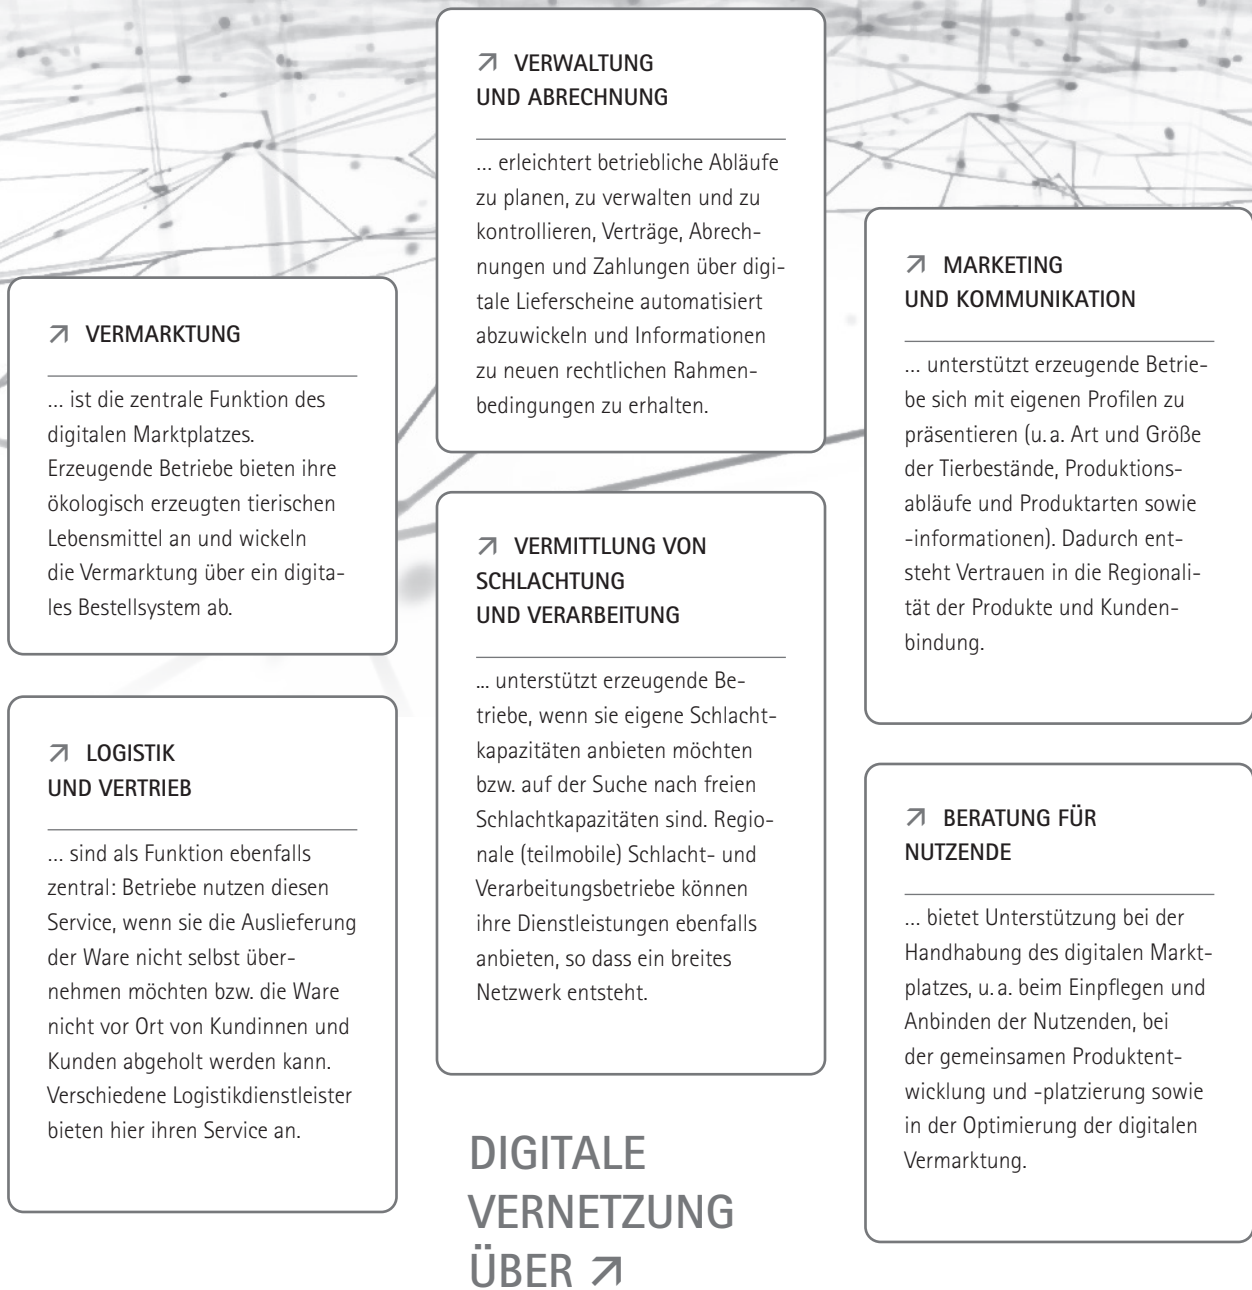 ↗ VERWALTUNG
UND ABRECHNUNG
… erleichtert betriebliche Abläufe
zu planen, zu verwalten und zu
kontrollieren, Verträge, Abrech-
nungen und Zahlungen über digi-
tale Lieferscheine automatisiert
abzuwickeln und Informationen
zu neuen rechtlichen Rahmen-
bedingungen zu erhalten.
↗ MARKETING
UND KOMMUNIKATION
… unterstützt erzeugende Betrie-
be sich mit eigenen Profilen zu
präsentieren (u. a. Art und Größe
der Tierbestände, Produktions-
abläufe und Produktarten sowie
-informationen). Dadurch ent-
steht Vertrauen in die Regionali-
tät der Produkte und Kunden-
bindung.
↗ VERMARKTUNG
… ist die zentrale Funktion des
digitalen Marktplatzes.
Erzeugende Betriebe bieten ihre
ökologisch erzeugten tierischen
Lebensmittel an und wickeln
die Vermarktung über ein digita-
les Bestellsystem ab.
↗ VERMITTLUNG VON
SCHLACHTUNG
UND VERARBEITUNG
... unterstützt erzeugende Be-
triebe, wenn sie eigene Schlacht-
kapazitäten anbieten möchten
bzw. auf der Suche nach freien
Schlachtkapazitäten sind. Regio-
nale (teilmobile) Schlacht- und
Verarbeitungsbetriebe können
ihre Dienstleistungen ebenfalls
anbieten, so dass ein breites
Netzwerk entsteht.
↗ LOGISTIK
UND VERTRIEB
… sind als Funktion ebenfalls
zentral: Betriebe nutzen diesen
Service, wenn sie die Auslieferung
der Ware nicht selbst über-
nehmen möchten bzw. die Ware
nicht vor Ort von Kundinnen und
Kunden abgeholt werden kann.
Verschiedene Logistikdienstleister
bieten hier ihren Service an.
↗ BERATUNG FÜR
NUTZENDE
… bietet Unterstützung bei der
Handhabung des digitalen Markt-
platzes, u. a. beim Einpflegen und
Anbinden der Nutzenden, bei
der gemeinsamen Produktent-
wicklung und -platzierung sowie
in der Optimierung der digitalen
Vermarktung.
DIGITALE
VERNETZUNG
ÜBER ↗